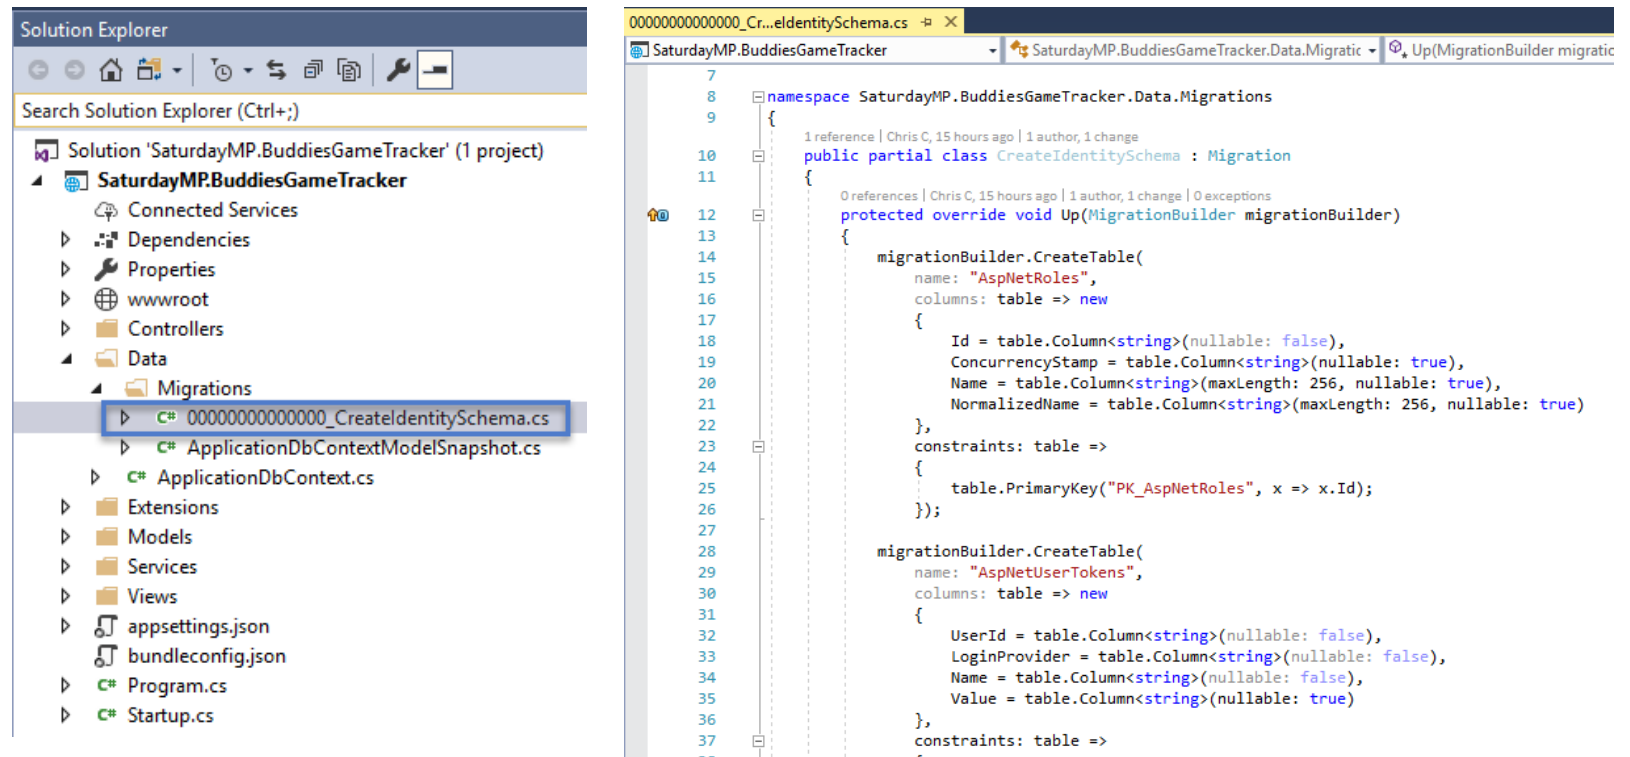 Solution Explorer
Search Solution Explorer (Ctrl+;)
Solution 'SaturdayMP.BuddiesGameTracker' (1 project)
SaturdayMP.BuddiesGameTracker
Connected Services
Dependencies
Properties
wwwroot
Controllers
Data
Migrations
C# 00000000000000_CreateIdentitySchema.cs
C# ApplicationDbContextModelSnapshot.cs
C# ApplicationDbContext.cs
Extensions
Models
Services
Views
appsettings.json
bundleconfig.json
C# Program.cs
C# Startup.cs
00000000000000_Cr...eIdentitySchema.cs
SaturdayMP.BuddiesGameTracker SaturdayMP.BuddiesGameTracker.Data.Migratic Up(MigrationBuilder migratio
7
8 namespace SaturdayMP.BuddiesGameTracker.Data.Migrations
9 {
1 reference | Chris C, 15 hours ago | 1 author, 1 change
10 public partial class CreateIdentitySchema : Migration
11 {
0 references | Chris C, 15 hours ago | 1 author, 1 change | 0 exceptions
12 protected override void Up(MigrationBuilder migrationBuilder)
13 {
14 migrationBuilder.CreateTable(
15 name: "AspNetRoles",
16 columns: table => new
17 {
18 Id = table.Column<string>(nullable: false),
19 ConcurrencyStamp = table.Column<string>(nullable: true),
20 Name = table.Column<string>(maxLength: 256, nullable: true),
21 NormalizedName = table.Column<string>(maxLength: 256, nullable: true)
22 },
23 constraints: table =>
24 {
25 table.PrimaryKey("PK_AspNetRoles", x => x.Id);
26 });
27
28 migrationBuilder.CreateTable(
29 name: "AspNetUserTokens",
30 columns: table => new
31 {
32 UserId = table.Column<string>(nullable: false),
33 LoginProvider = table.Column<string>(nullable: false),
34 Name = table.Column<string>(nullable: false),
35 Value = table.Column<string>(nullable: true)
36 },
37 constraints: table =>